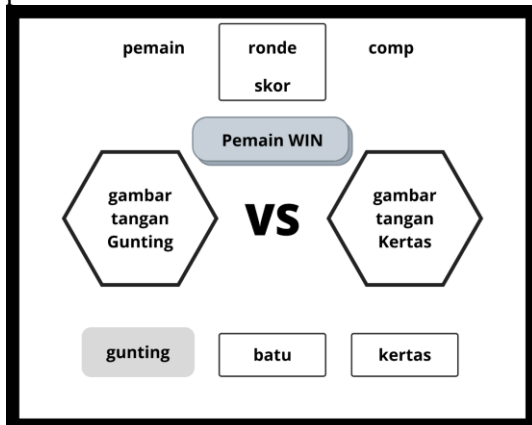 pemain
ronde
comp
skor
Pemain WIN
gambar
tangan
Gunting
VS
gambar
tangan
Kertas
gunting
batu
kertas